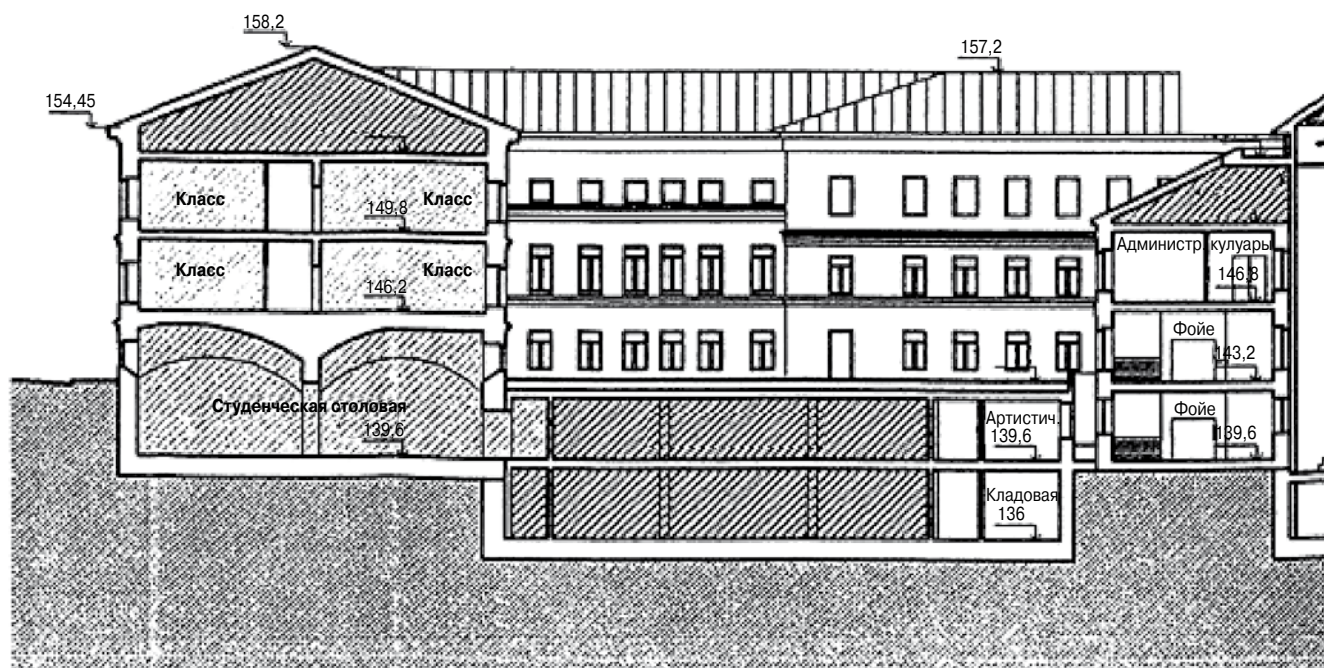 158,2
157,2
154,45
Класс
Класс
149,8
Класс
Класс
146,2
Администр.
кулуары
146,8
Фойе
143,2
Студенческая столовая
139,6
Артистич.
139,6
Фойе
139,6
Кладовая
136